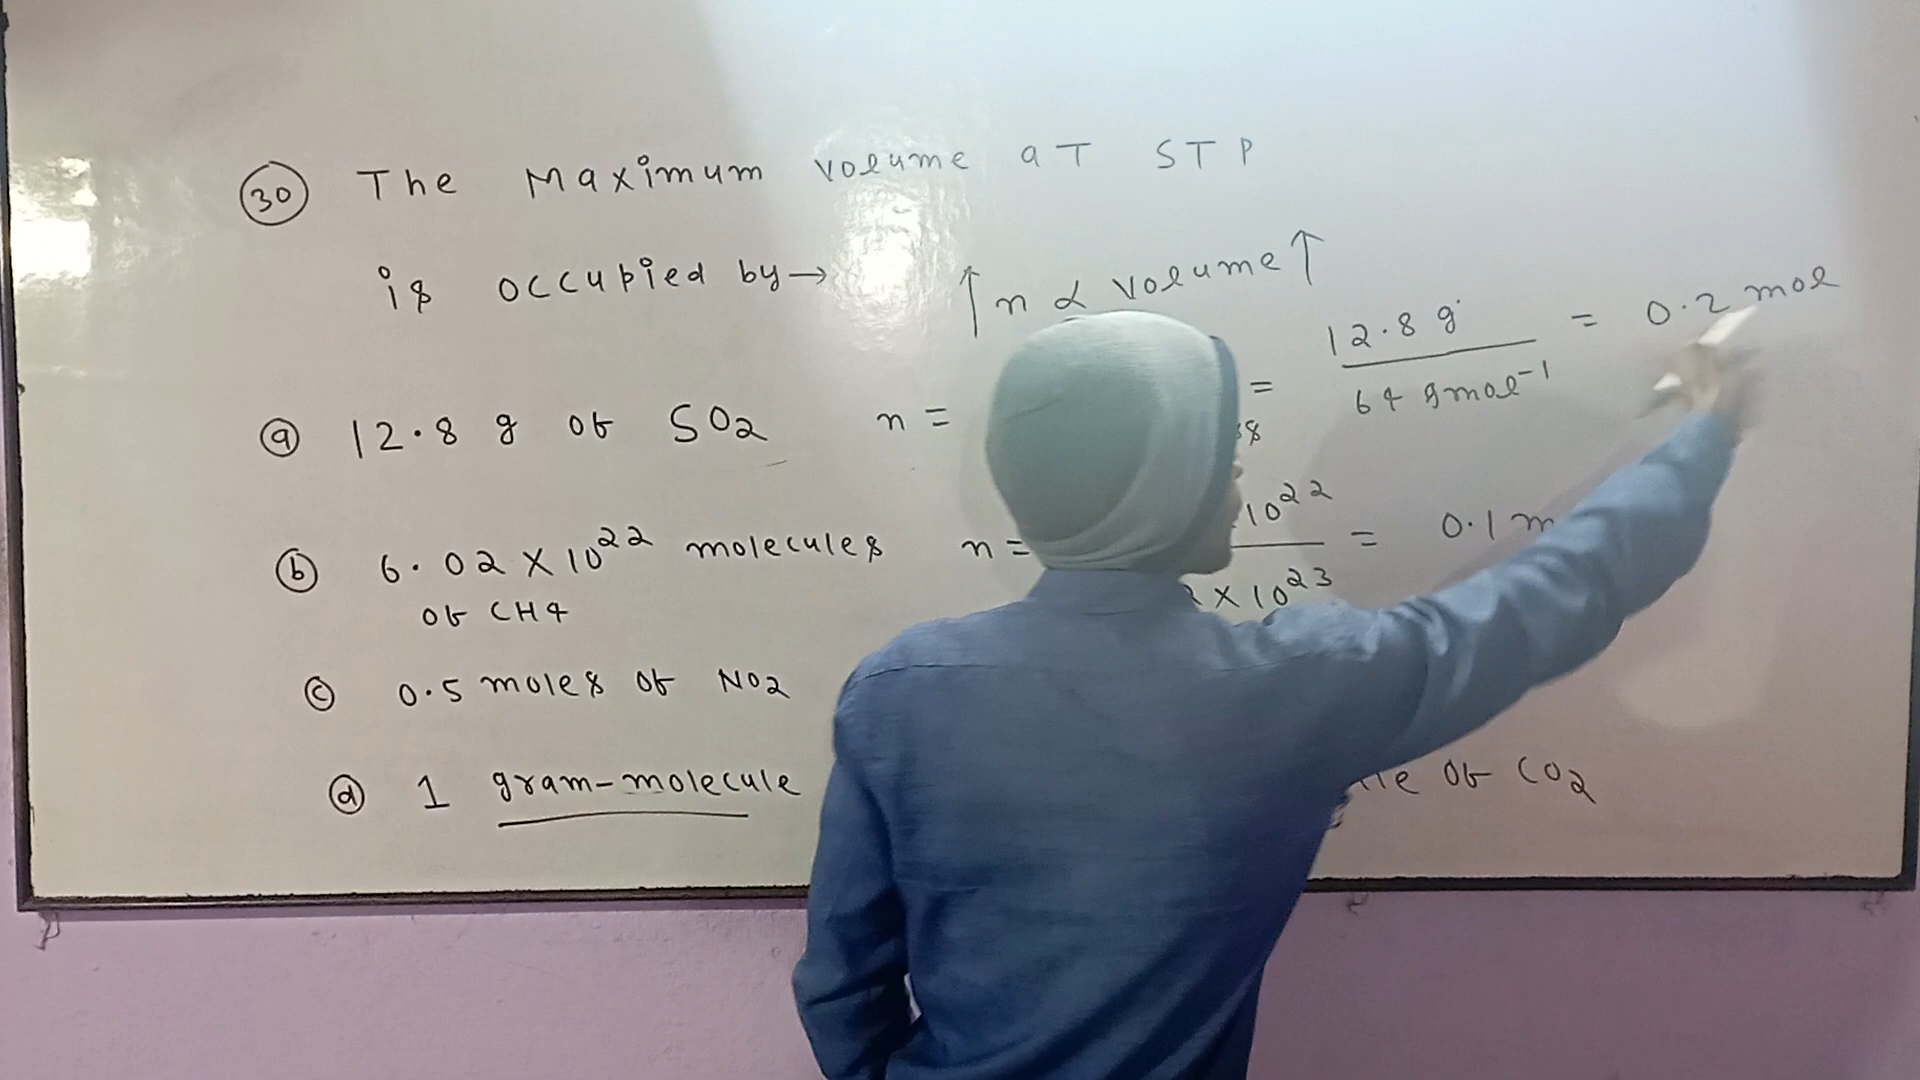 30 The Maximum volume at STP
is occupied by →
↑ n α volume ↑
a 12.8 g of SO2 n = = 12.8 g / 64 gmol⁻¹ = 0.2 mol
b 6.02 X 10²² molecules n = 10²² / X 10²³ = 0.1 m
of CH4
c 0.5 moles of NO2
d 1 gram-molecule of CO2